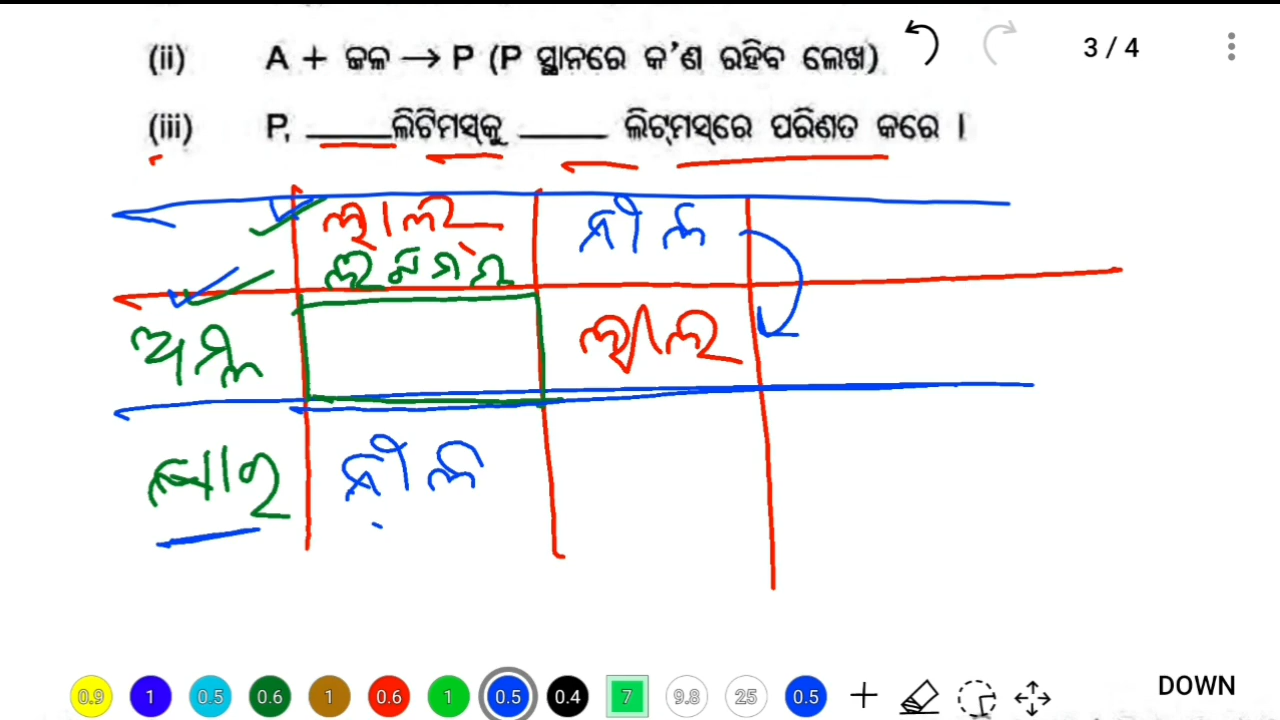 (ii) A + ଜଳ → P (P ସ୍ଥାନରେ କ'ଣ ରହିବ ଲେଖ)
3 / 4
(iii) P, _____ଲିଟିମସ୍‌କୁ _____ ଲିଟ୍‌ମସ୍‌ରେ ପରିଣତ କରେ ।
ଲାଲ ନୀଳ
ଲିଟମସ
ଅମ୍ଳ ଲାଲ
କ୍ଷାର ନୀଳ
0.9 1 0.5 0.6 1 0.6 1 0.5 0.4 7 9.8 25 0.5
DOWN